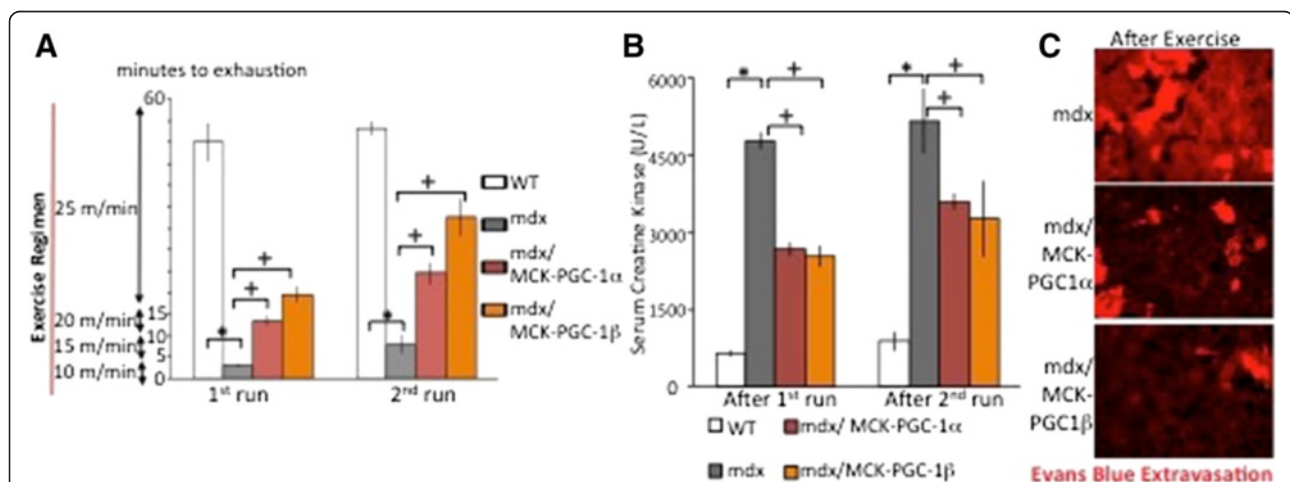 A
minutes to exhaustion
60
25 m/min
15
20 m/min
10
15 m/min
5
10 m/min
0
Exercise Regimen
*
+
+
*
+
+
1st run
2nd run
WT
mdx
mdx/
MCK-PGC-1α
mdx/
MCK-PGC-1β
B
Serum Creatine Kinase (U/L)
6000
4500
3000
1500
0
*
+
+
*
+
+
After 1st run
After 2nd run
WT
mdx/ MCK-PGC-1α
mdx
mdx/MCK-PGC-1β
C
After Exercise
mdx
mdx/
MCK-
PGC1α
mdx/
MCK-
PGC1β
Evans Blue Extravasation